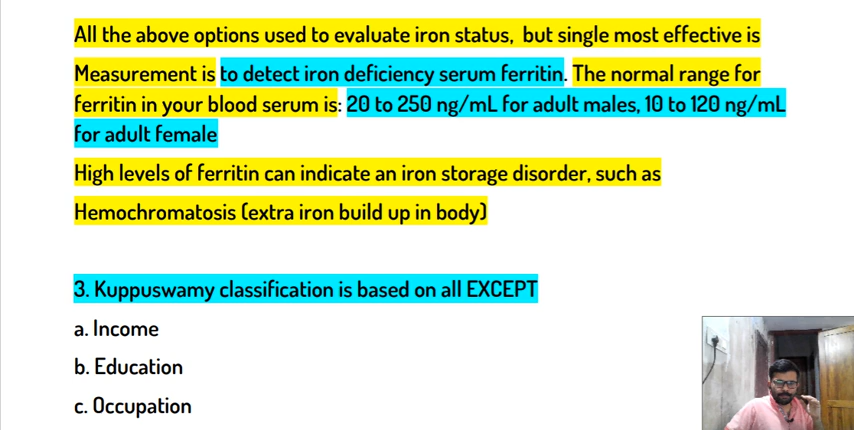 All the above options used to evaluate iron status, but single most effective is
Measurement is to detect iron deficiency serum ferritin. The normal range for
ferritin in your blood serum is: 20 to 250 ng/mL for adult males, 10 to 120 ng/mL
for adult female
High levels of ferritin can indicate an iron storage disorder, such as
Hemochromatosis (extra iron build up in body)
3. Kuppuswamy classification is based on all EXCEPT
a. Income
b. Education
c. Occupation